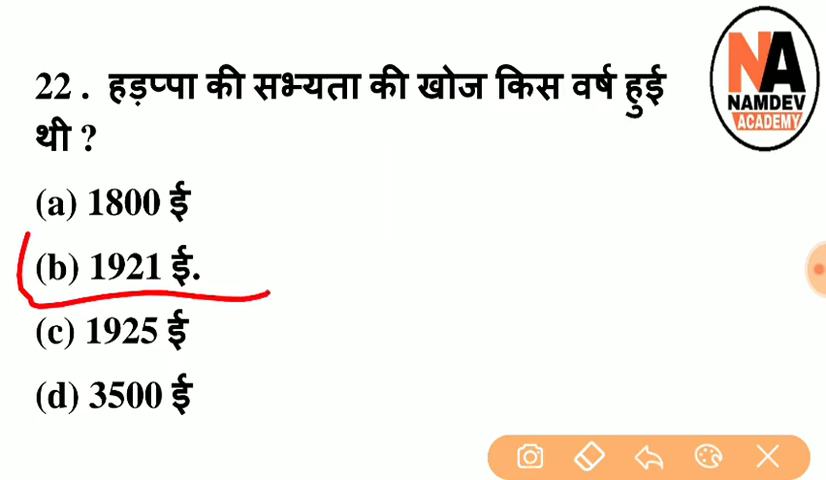 22 . हड़प्पा की सभ्यता की खोज किस वर्ष हुई
थी ?
(a) 1800 ई
(b) 1921 ई.
(c) 1925 ई
(d) 3500 ई
NA
NAMDEV
ACADEMY